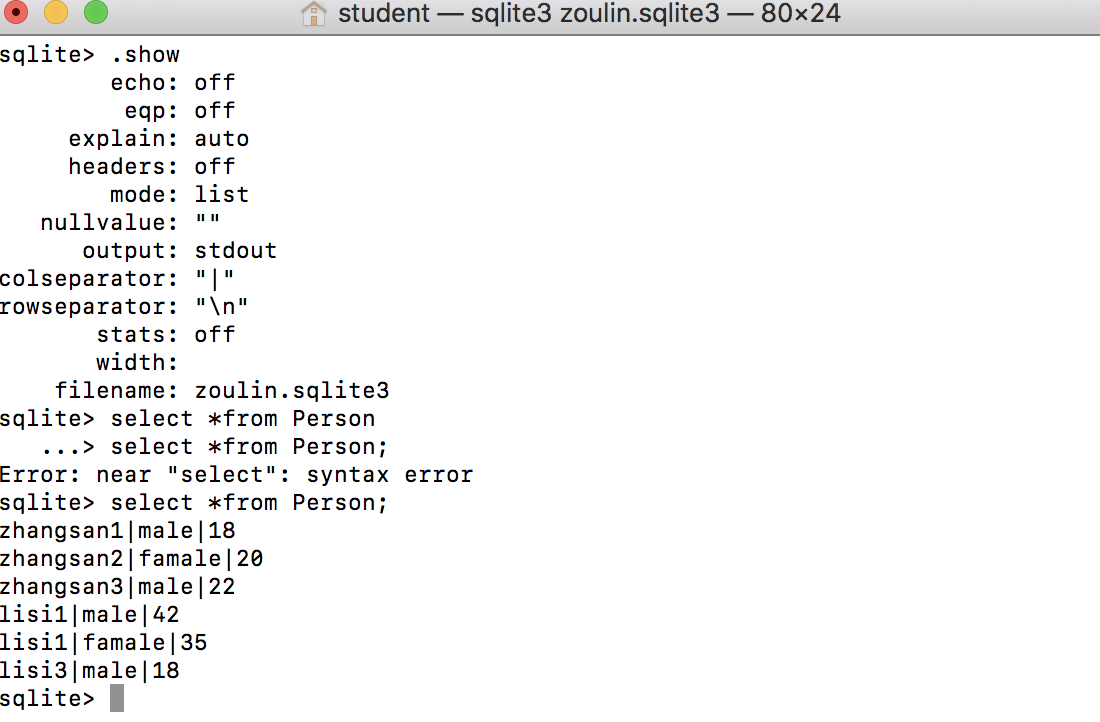 student — sqlite3 zoulin.sqlite3 — 80×24
sqlite> .show
echo: off
eqp: off
explain: auto
headers: off
mode: list
nullvalue: ""
output: stdout
colseparator: "|"
rowseparator: "\n"
stats: off
width:
filename: zoulin.sqlite3
sqlite> select *from Person
...> select *from Person;
Error: near "select": syntax error
sqlite> select *from Person;
zhangsan1|male|18
zhangsan2|famale|20
zhangsan3|male|22
lisi1|male|42
lisi1|famale|35
lisi3|male|18
sqlite>